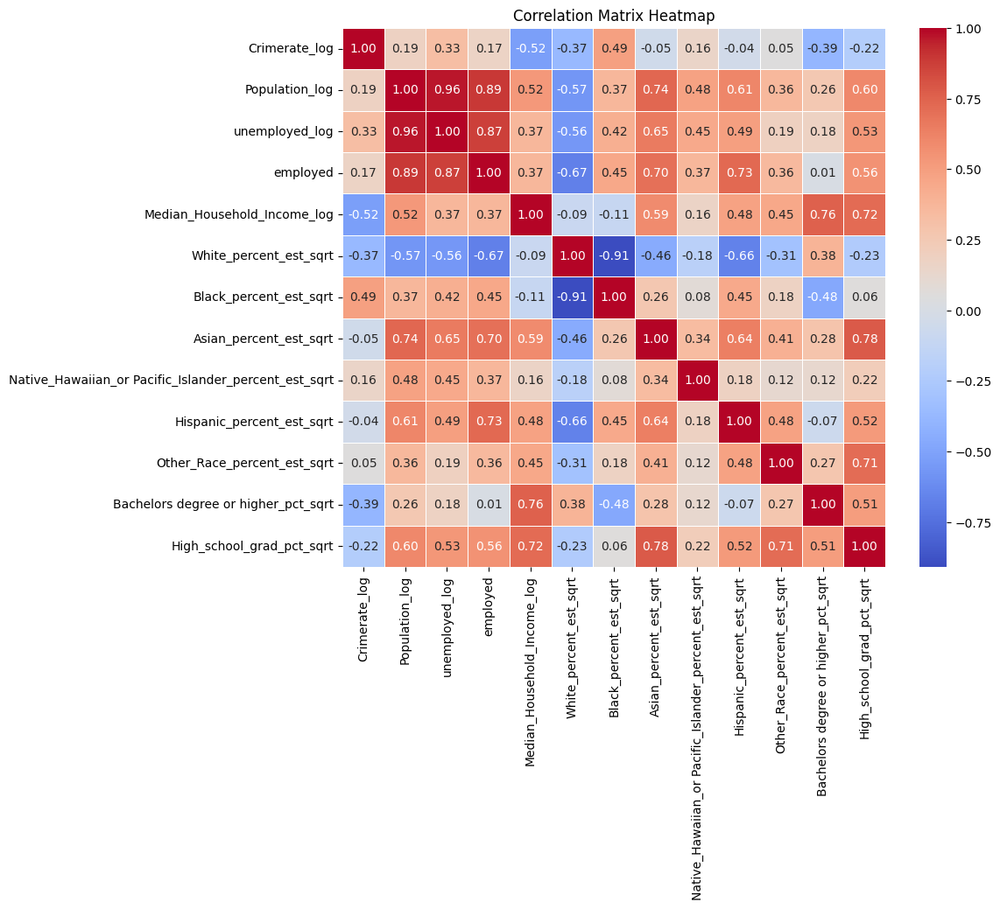 Correlation Matrix Heatmap
Crimerate_log 1.00 0.19 0.33 0.17 -0.52 -0.37 0.49 -0.05 0.16 -0.04 0.05 -0.39 -0.22
Population_log 0.19 1.00 0.96 0.89 0.52 -0.57 0.37 0.74 0.48 0.61 0.36 0.26 0.60
unemployed_log 0.33 0.96 1.00 0.87 0.37 -0.56 0.42 0.65 0.45 0.49 0.19 0.18 0.53
employed 0.17 0.89 0.87 1.00 0.37 -0.67 0.45 0.70 0.37 0.73 0.36 0.01 0.56
Median_Household_Income_log -0.52 0.52 0.37 0.37 1.00 -0.09 -0.11 0.59 0.16 0.48 0.45 0.76 0.72
White_percent_est_sqrt -0.37 -0.57 -0.56 -0.67 -0.09 1.00 -0.91 -0.46 -0.18 -0.66 -0.31 0.38 -0.23
Black_percent_est_sqrt 0.49 0.37 0.42 0.45 -0.11 -0.91 1.00 0.26 0.08 0.45 0.18 -0.48 0.06
Asian_percent_est_sqrt -0.05 0.74 0.65 0.70 0.59 -0.46 0.26 1.00 0.34 0.64 0.41 0.28 0.78
Native_Hawaiian_or Pacific_Islander_percent_est_sqrt 0.16 0.48 0.45 0.37 0.16 -0.18 0.08 0.34 1.00 0.18 0.12 0.12 0.22
Hispanic_percent_est_sqrt -0.04 0.61 0.49 0.73 0.48 -0.66 0.45 0.64 0.18 1.00 0.48 -0.07 0.52
Other_Race_percent_est_sqrt 0.05 0.36 0.19 0.36 0.45 -0.31 0.18 0.41 0.12 0.48 1.00 0.27 0.71
Bachelors degree or higher_pct_sqrt -0.39 0.26 0.18 0.01 0.76 0.38 -0.48 0.28 0.12 -0.07 0.27 1.00 0.51
High_school_grad_pct_sqrt -0.22 0.60 0.53 0.56 0.72 -0.23 0.06 0.78 0.22 0.52 0.71 0.51 1.00
Crimerate_log
Population_log
unemployed_log
employed
Median_Household_Income_log
White_percent_est_sqrt
Black_percent_est_sqrt
Asian_percent_est_sqrt
Native_Hawaiian_or Pacific_Islander_percent_est_sqrt
Hispanic_percent_est_sqrt
Other_Race_percent_est_sqrt
Bachelors degree or higher_pct_sqrt
High_school_grad_pct_sqrt
1.00
0.75
0.50
0.25
0.00
−0.25
−0.50
−0.75